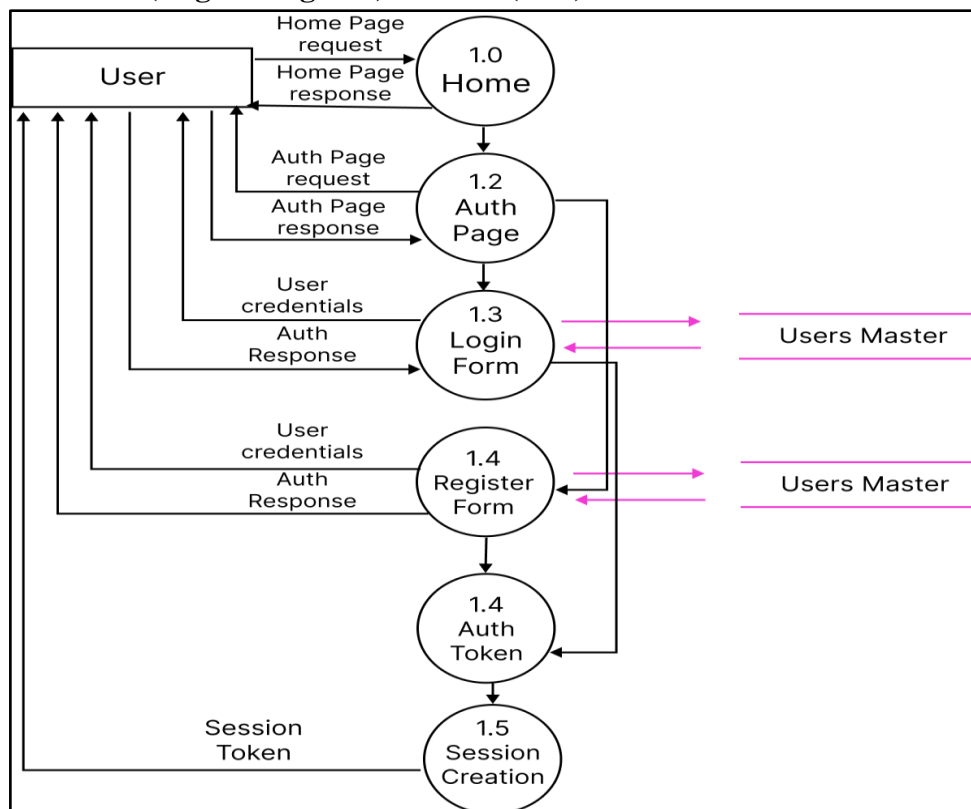 Home Page
request
User
Home Page
response
1.0
Home
Auth Page
request
Auth Page
response
1.2
Auth
Page
User
credentials
Auth
Response
1.3
Login
Form
Users Master
User
credentials
Auth
Response
1.4
Register
Form
Users Master
1.4
Auth
Token
Session
Token
1.5
Session
Creation